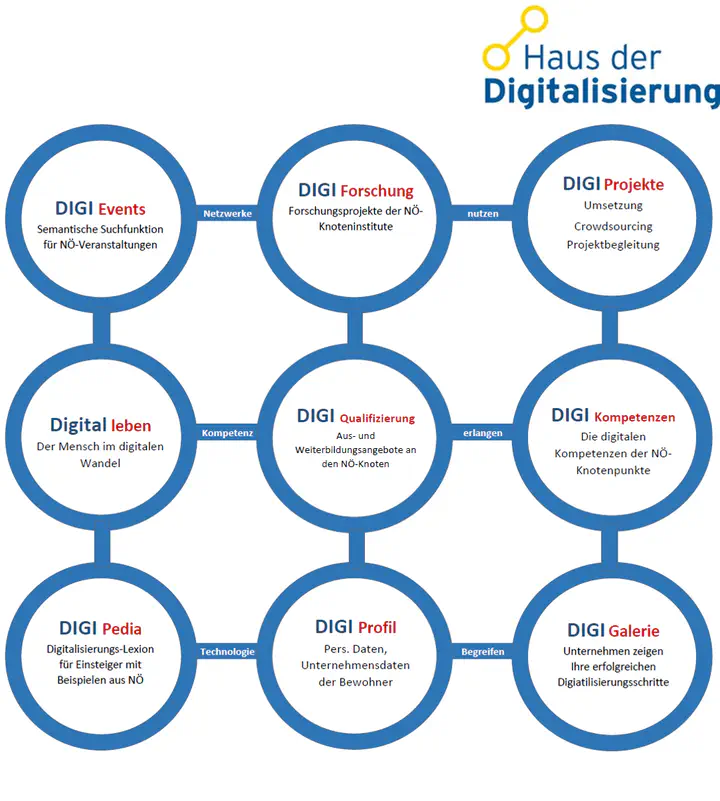 Haus der
Digitalisierung
DIGI Events
Semantische Suchfunktion
für NÖ-Veranstaltungen
Netzwerke
DIGI Forschung
Forschungsprojekte der NÖ-
Knoteninstitute
nutzen
DIGI Projekte
Umsetzung
Crowdsourcing
Projektbegleitung
Digital leben
Der Mensch im digitalen
Wandel
Kompetenz
DIGI Qualifizierung
Aus- und
Weiterbildungsangebote an
den NÖ-Knoten
erlangen
DIGI Kompetenzen
Die digitalen
Kompetenzen der NÖ-
Knotenpunkte
DIGI Pedia
Digitalisierungs-Lexion
für Einsteiger mit
Beispielen aus NÖ
Technologie
DIGI Profil
Pers. Daten,
Unternehmensdaten
der Bewohner
Begreifen
DIGI Galerie
Unternehmen zeigen
Ihre erfolgreichen
Digiatilisierungsschritte